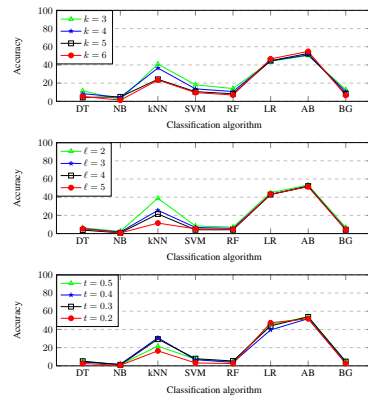 100
80
60
40
20
0
Accuracy
k = 3
k = 4
k = 5
k = 6
DT NB kNN SVM RF LR AB BG
Classification algorithm
100
80
60
40
20
0
Accuracy
ℓ = 2
ℓ = 3
ℓ = 4
ℓ = 5
DT NB kNN SVM RF LR AB BG
Classification algorithm
100
80
60
40
20
0
Accuracy
t = 0.5
t = 0.4
t = 0.3
t = 0.2
DT NB kNN SVM RF LR AB BG
Classification algorithm